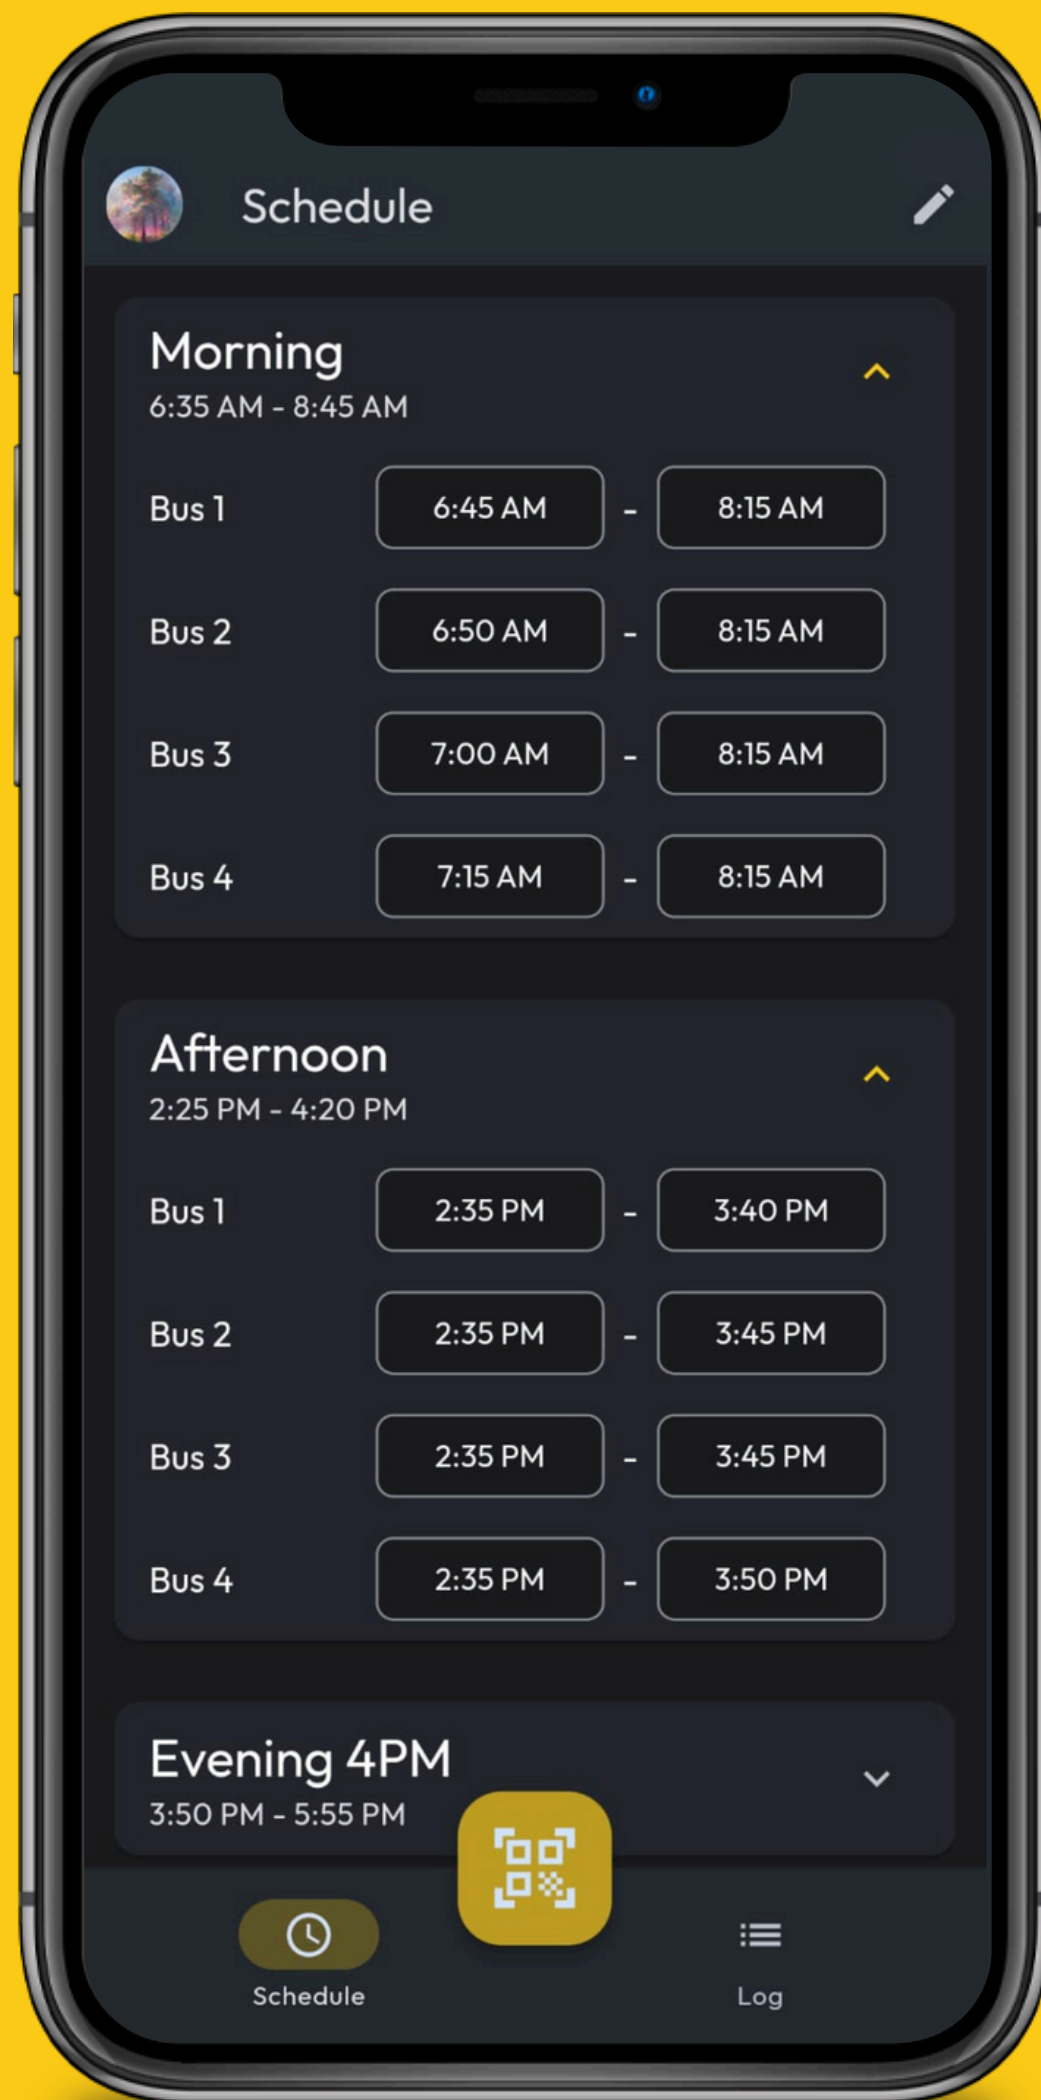 Schedule
Morning
6:35 AM - 8:45 AM
Bus 1 6:45 AM - 8:15 AM
Bus 2 6:50 AM - 8:15 AM
Bus 3 7:00 AM - 8:15 AM
Bus 4 7:15 AM - 8:15 AM
Afternoon
2:25 PM - 4:20 PM
Bus 1 2:35 PM - 3:40 PM
Bus 2 2:35 PM - 3:45 PM
Bus 3 2:35 PM - 3:45 PM
Bus 4 2:35 PM - 3:50 PM
Evening 4PM
3:50 PM - 5:55 PM
Schedule Log